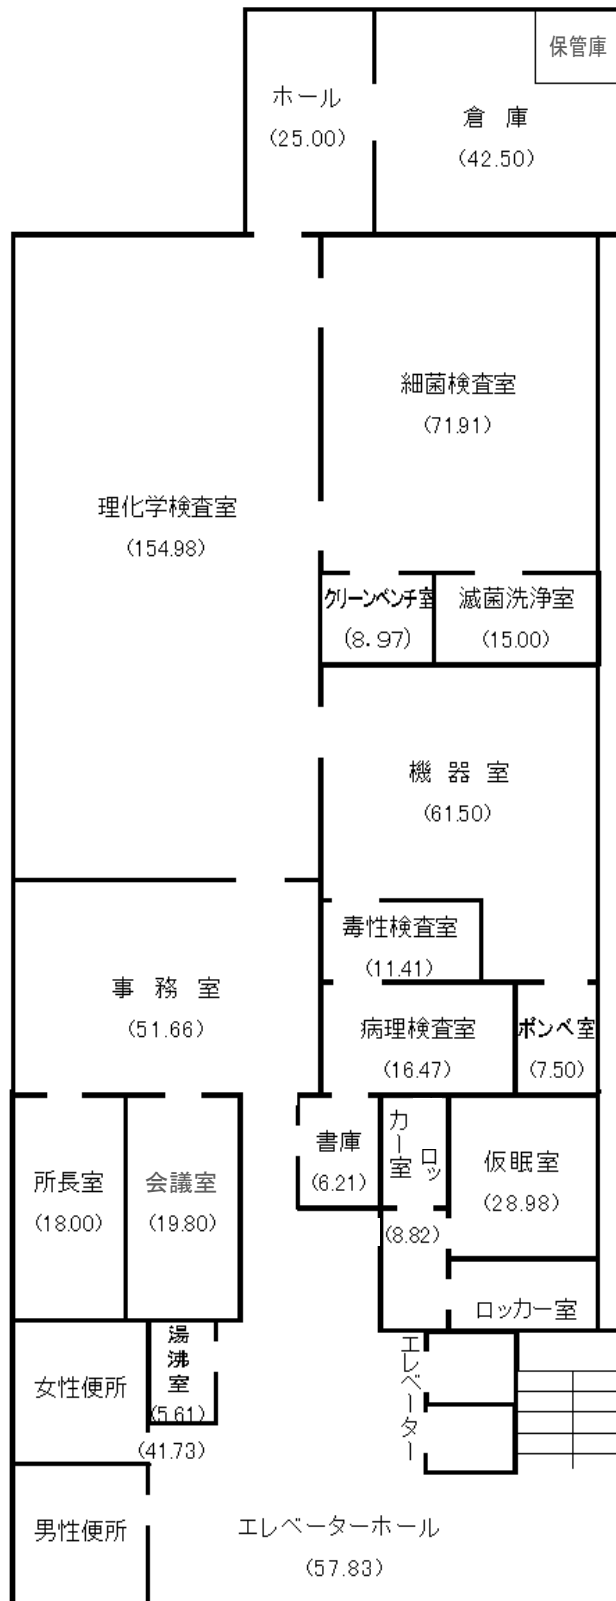 保管庫
ホール
(25.00)
倉 庫
(42.50)
細菌検査室
(71.91)
理化学検査室
(154.98)
クリーンベンチ室
(8.97)
滅菌洗浄室
(15.00)
機 器 室
(61.50)
毒性検査室
(11.41)
事 務 室
(51.66)
病理検査室
(16.47)
ボンベ室
(7.50)
所長室
(18.00)
会議室
(19.80)
書庫
(6.21)
ロッ
カー室
(8.82)
仮眠室
(28.98)
ロッカー室
湯沸室
(5.61)
エレベーター
女性便所
(41.73)
男性便所
エレベーターホール
(57.83)